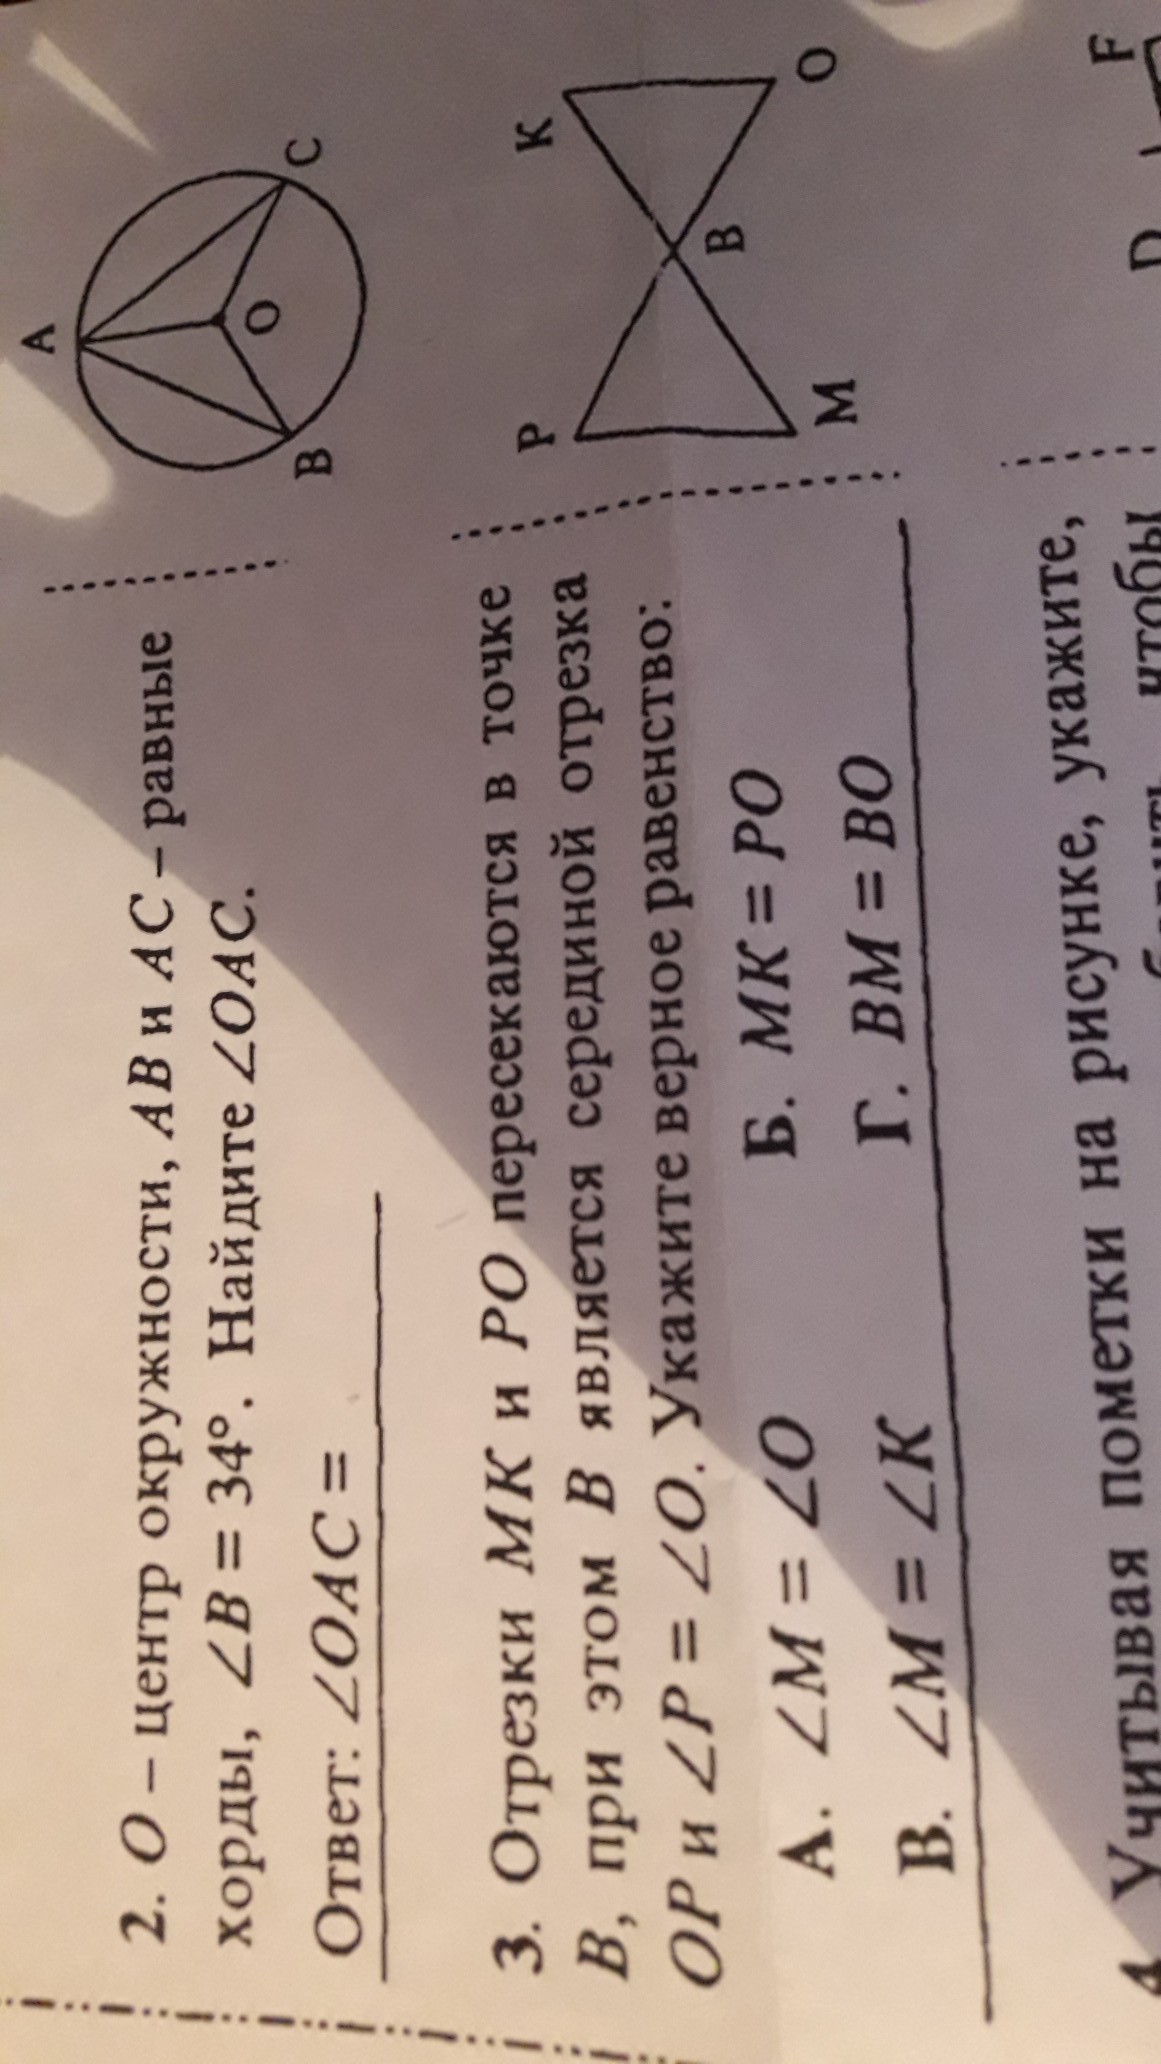 2. O – центр окружности, AB и AC – равные
хорды, ∠B = 34°. Найдите ∠OAC.
Ответ: ∠OAC =
A
B
O
C
3. Отрезки MK и PO пересекаются в точке
B, при этом B является серединой отрезка
OP и ∠P = ∠O. Укажите верное равенство:
А. ∠M = ∠O
Б. MK = PO
В. ∠M = ∠K
Г. BM = BO
P
K
B
M
O
4. Учитывая пометки на рисунке, укажите,
чтобы
D
F